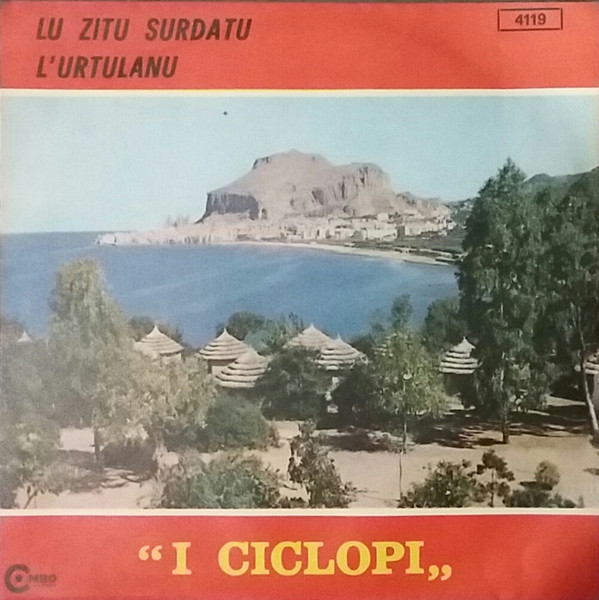 LU ZITU SURDATU
4119
L'URTULANU
“I CICLOPI„
COMBO